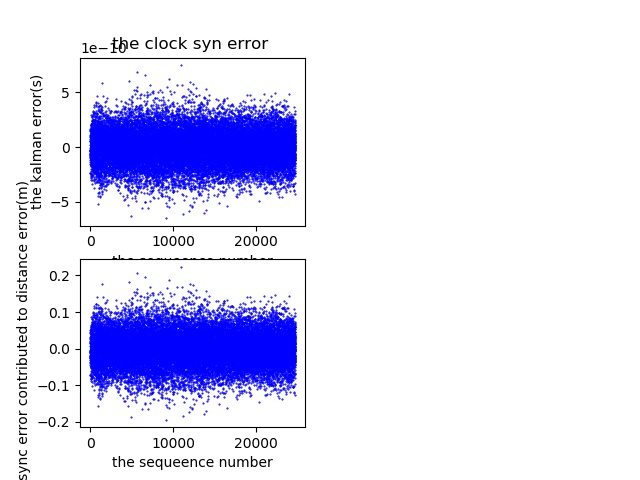 the clock syn error
1e−10
5
0
−5
the kalman error(s)
0
10000
20000
the sequeence number
0.2
0.1
0.0
−0.1
−0.2
sync error contributed to distance error(m)
0
10000
20000
the sequeence number